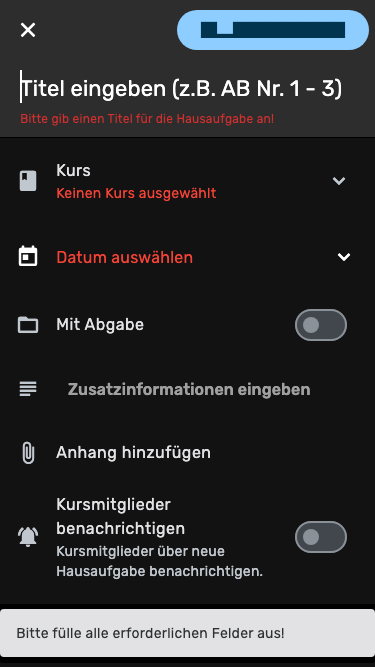 Titel eingeben (z.B. AB Nr. 1 - 3)
Bitte gib einen Titel für die Hausaufgabe an!
Kurs
Keinen Kurs ausgewählt
Datum auswählen
Mit Abgabe
Zusatzinformationen eingeben
Anhang hinzufügen
Kursmitglieder
benachrichtigen
Kursmitglieder über neue
Hausaufgabe benachrichtigen.
Bitte fülle alle erforderlichen Felder aus!